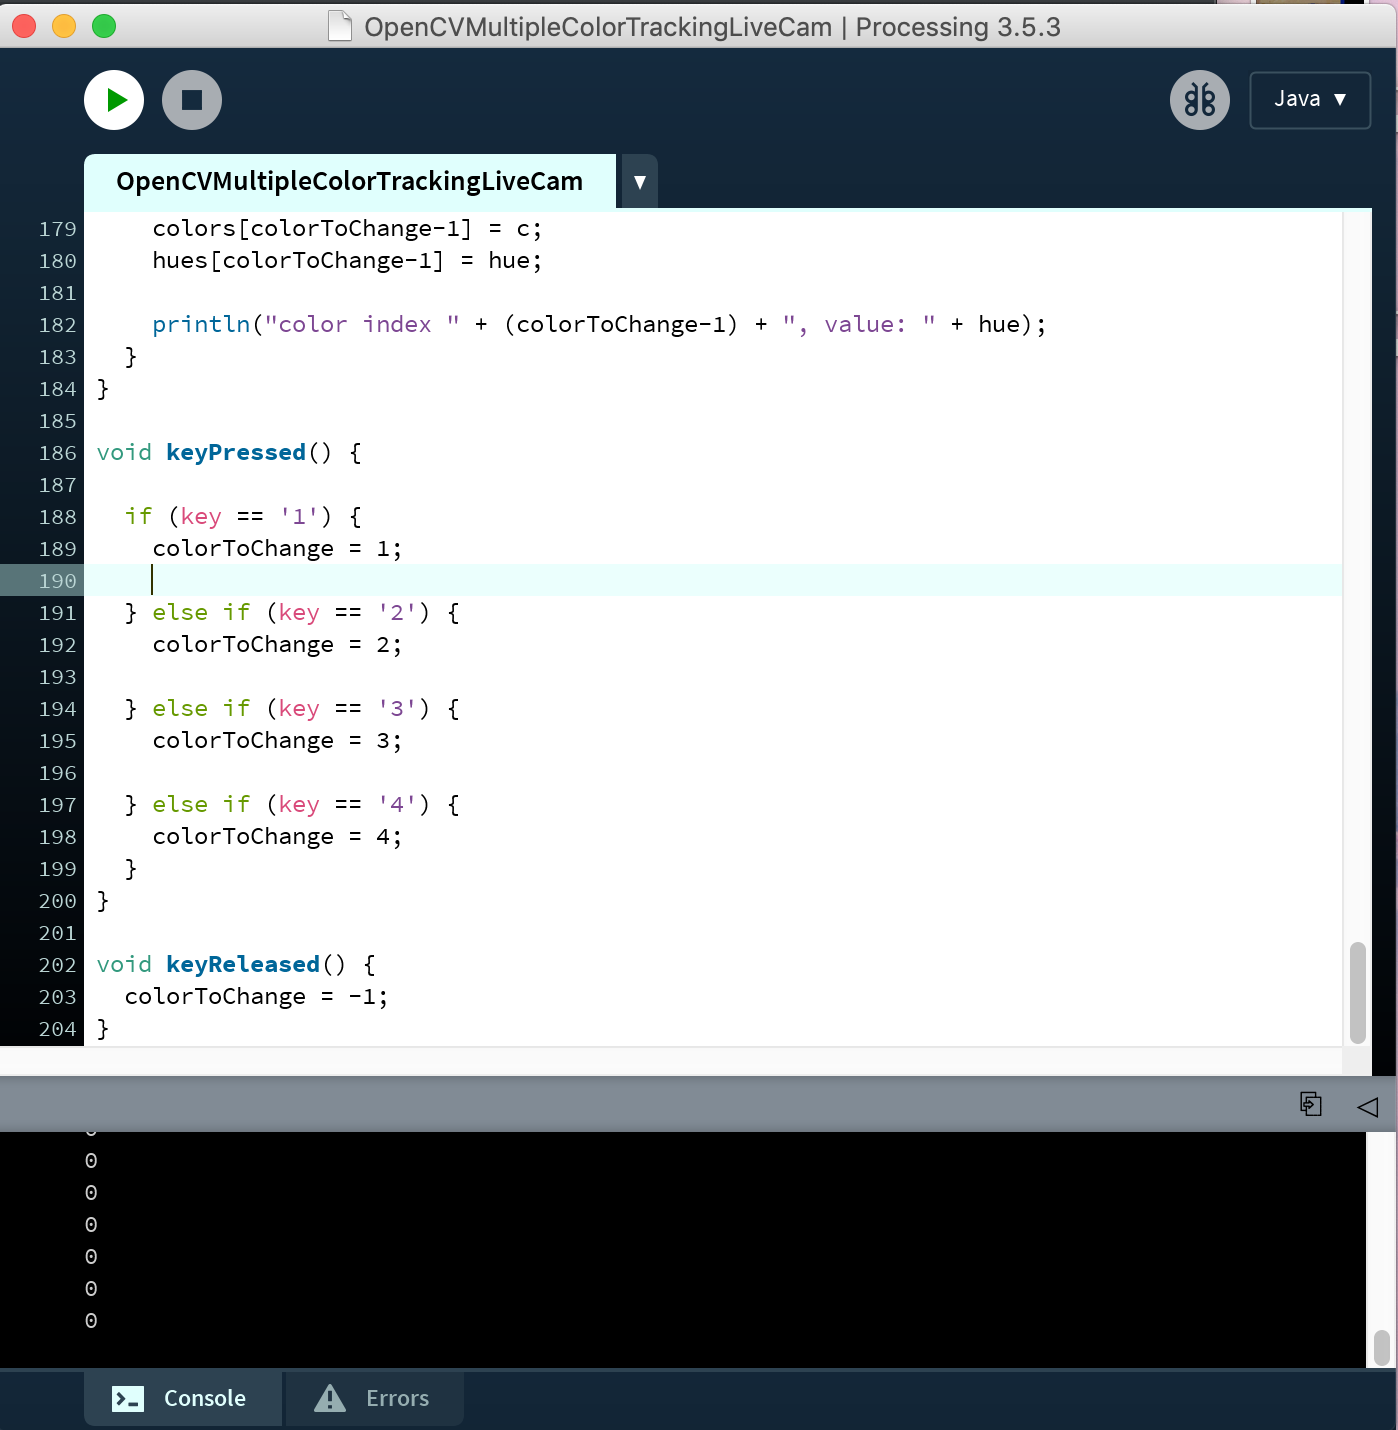 OpenCVMultipleColorTrackingLiveCam | Processing 3.5.3
Java ▼
OpenCVMultipleColorTrackingLiveCam ▼
179     colors[colorToChange-1] = c;
180     hues[colorToChange-1] = hue;
181
182     println("color index " + (colorToChange-1) + ", value: " + hue);
183   }
184 }
185
186 void keyPressed() {
187
188   if (key == '1') {
189     colorToChange = 1;
190
191   } else if (key == '2') {
192     colorToChange = 2;
193
194   } else if (key == '3') {
195     colorToChange = 3;
196
197   } else if (key == '4') {
198     colorToChange = 4;
199   }
200 }
201
202 void keyReleased() {
203   colorToChange = -1;
204 }
0
0
0
0
0
0
Console
Errors